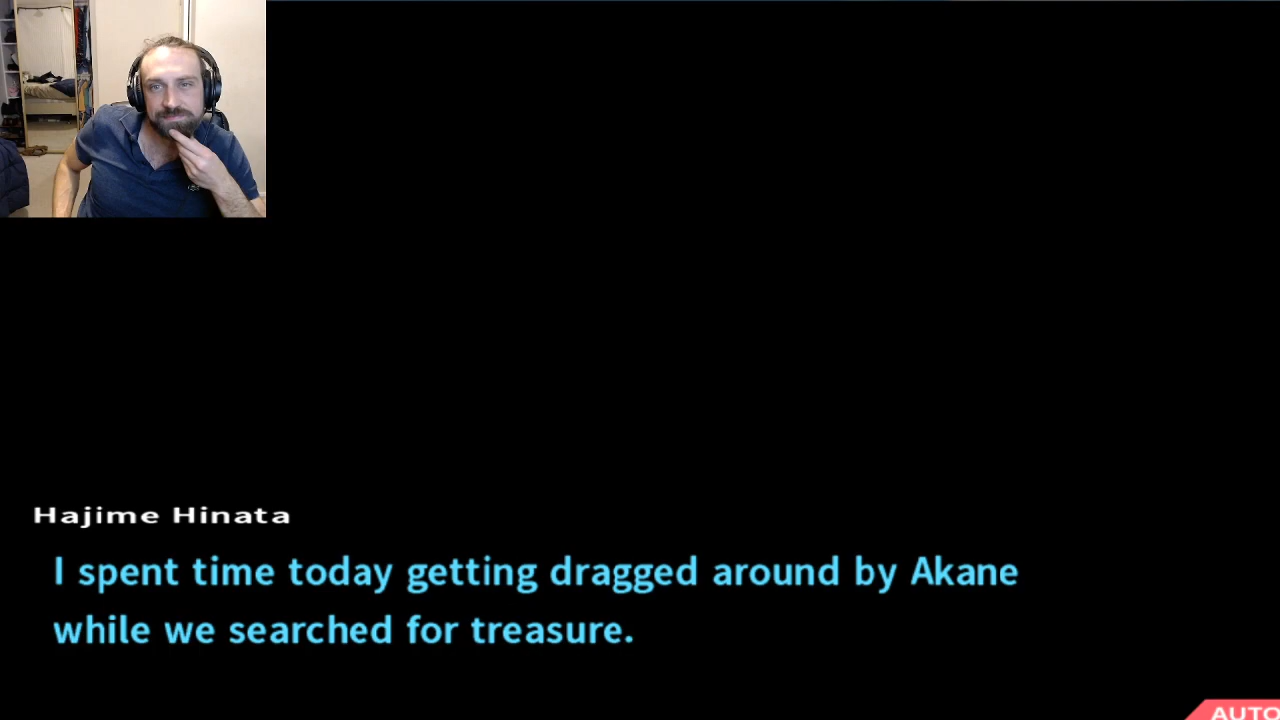 Hajime Hinata
I spent time today getting dragged around by Akane
while we searched for treasure.
AUTO